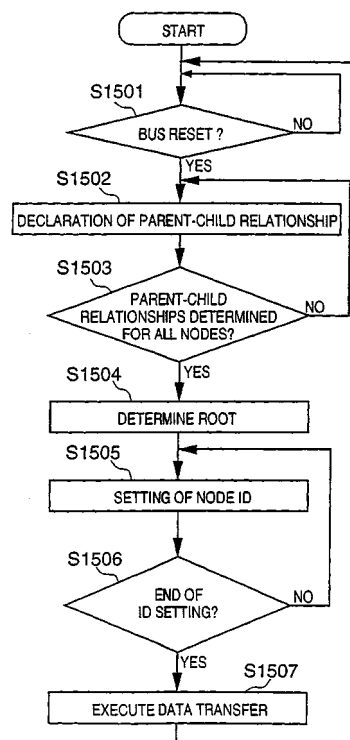 START
S1501
BUS RESET ?
NO
YES
S1502
DECLARATION OF PARENT-CHILD RELATIONSHIP
S1503
PARENT-CHILD
RELATIONSHIPS DETERMINED
FOR ALL NODES?
NO
YES
S1504
DETERMINE ROOT
S1505
SETTING OF NODE ID
S1506
END OF
ID SETTING?
NO
YES
S1507
EXECUTE DATA TRANSFER